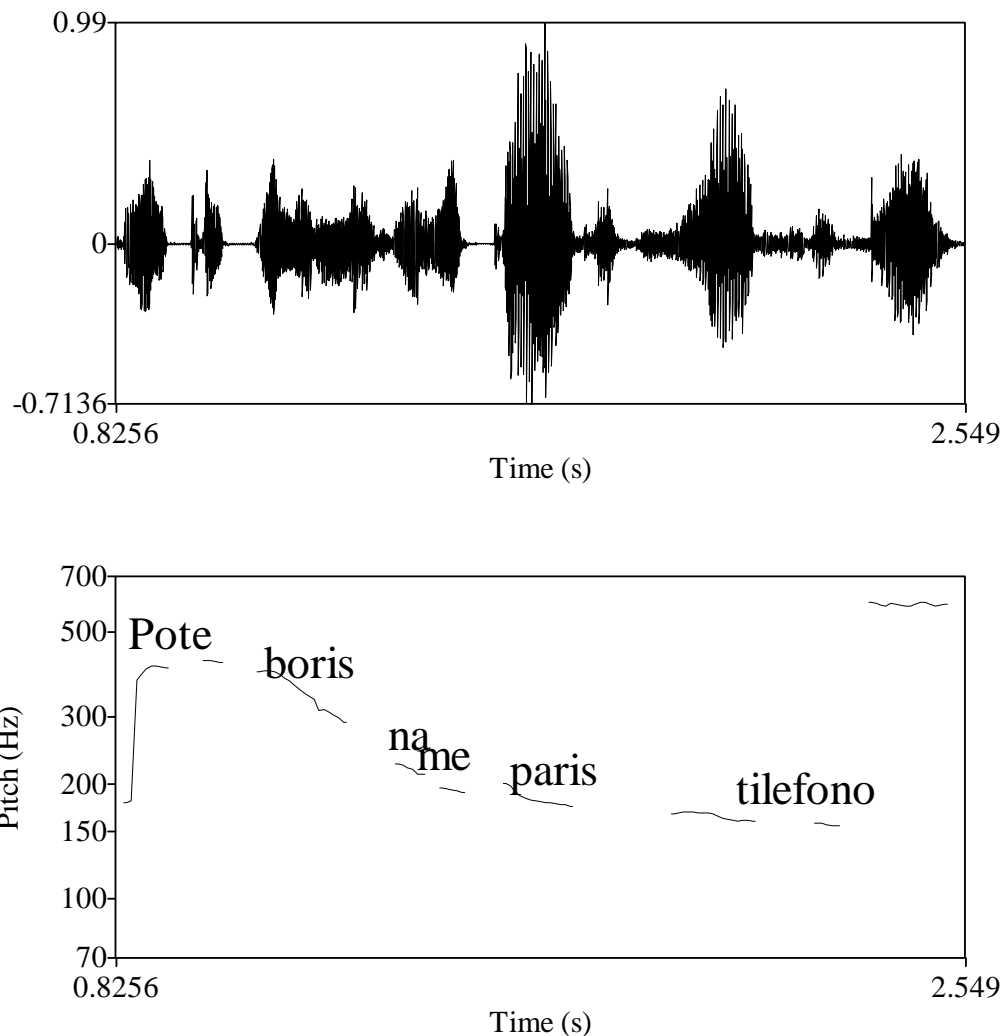 0.99
0
-0.7136
0.8256 2.549
Time (s)
700
500
300
200
150
100
70
Pitch (Hz)
Pote
boris
na
me
paris
tilefono
0.8256 2.549
Time (s)